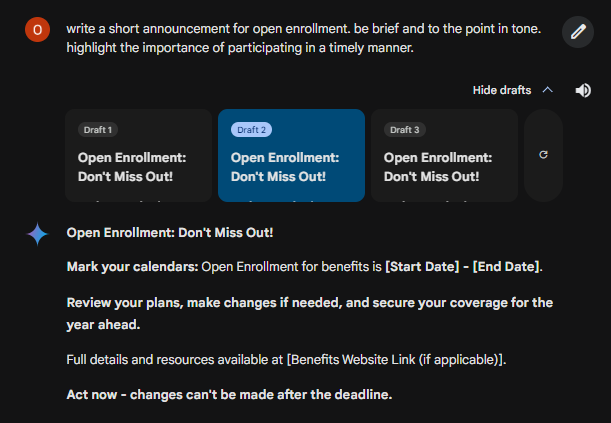 O
write a short announcement for open enrollment. be brief and to the point in tone.
highlight the importance of participating in a timely manner.
Hide drafts
Draft 1
Open Enrollment:
Don't Miss Out!
Draft 2
Open Enrollment:
Don't Miss Out!
Draft 3
Open Enrollment:
Don't Miss Out!
Open Enrollment: Don't Miss Out!
Mark your calendars: Open Enrollment for benefits is [Start Date] - [End Date].
Review your plans, make changes if needed, and secure your coverage for the
year ahead.
Full details and resources available at [Benefits Website Link (if applicable)].
Act now - changes can't be made after the deadline.